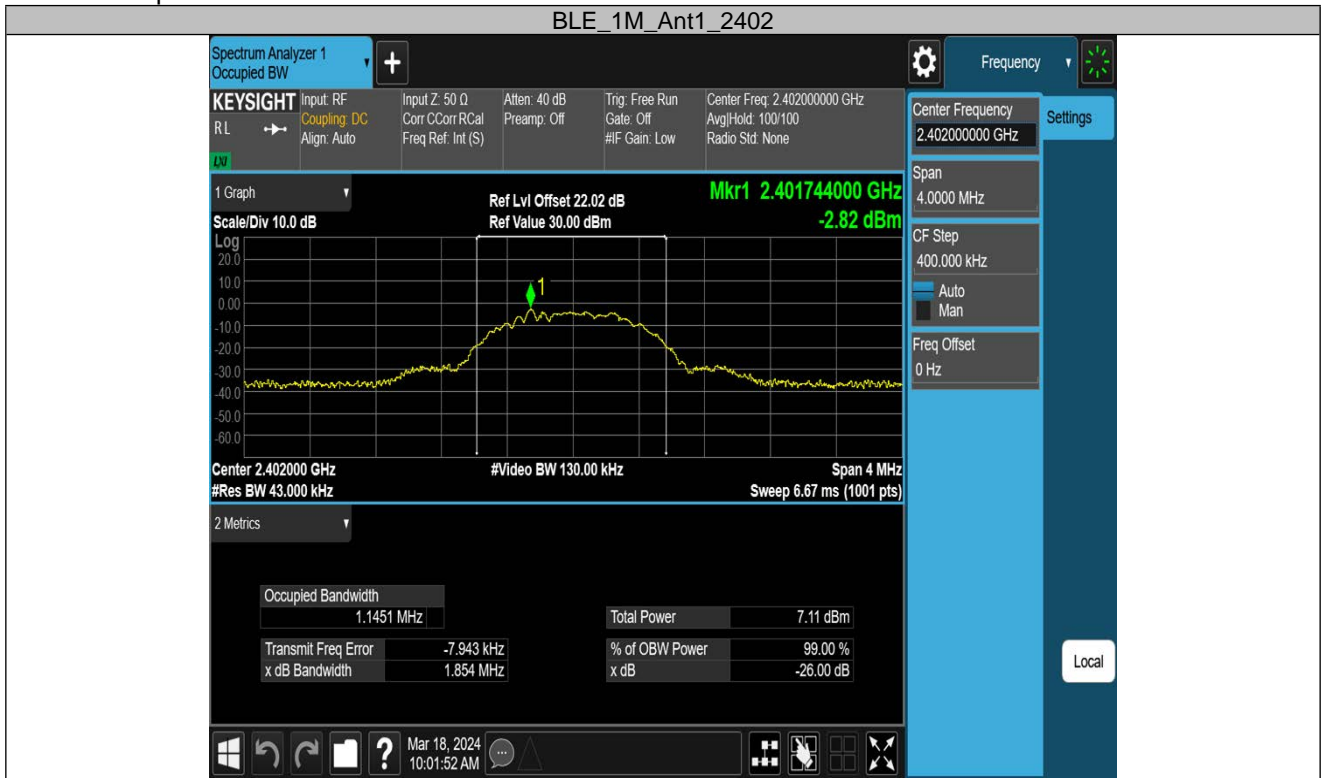 BLE_1M_Ant1_2402
Spectrum Analyzer 1
Occupied BW
+
Frequency
KEYSIGHT
RL
LXI
Input: RF
Coupling: DC
Align: Auto
Input Z: 50 Ω
Corr CCorr RCal
Freq Ref: Int (S)
Atten: 40 dB
Preamp: Off
Trig: Free Run
Gate: Off
#IF Gain: Low
Center Freq: 2.402000000 GHz
Avg|Hold: 100/100
Radio Std: None
Center Frequency
2.402000000 GHz
Settings
Span
4.0000 MHz
CF Step
400.000 kHz
Auto
Man
Freq Offset
0 Hz
Local
1 Graph
Scale/Div 10.0 dB
Ref Lvl Offset 22.02 dB
Ref Value 30.00 dBm
Mkr1 2.401744000 GHz
-2.82 dBm
Log
20.0
10.0
0.00
-10.0
-20.0
-30.0
-40.0
-50.0
-60.0
1
Center 2.402000 GHz
#Res BW 43.000 kHz
#Video BW 130.00 kHz
Span 4 MHz
Sweep 6.67 ms (1001 pts)
2 Metrics
Occupied Bandwidth
1.1451 MHz
Total Power 7.11 dBm
Transmit Freq Error -7.943 kHz
% of OBW Power 99.00 %
x dB Bandwidth 1.854 MHz
x dB -26.00 dB
?
Mar 18, 2024
10:01:52 AM